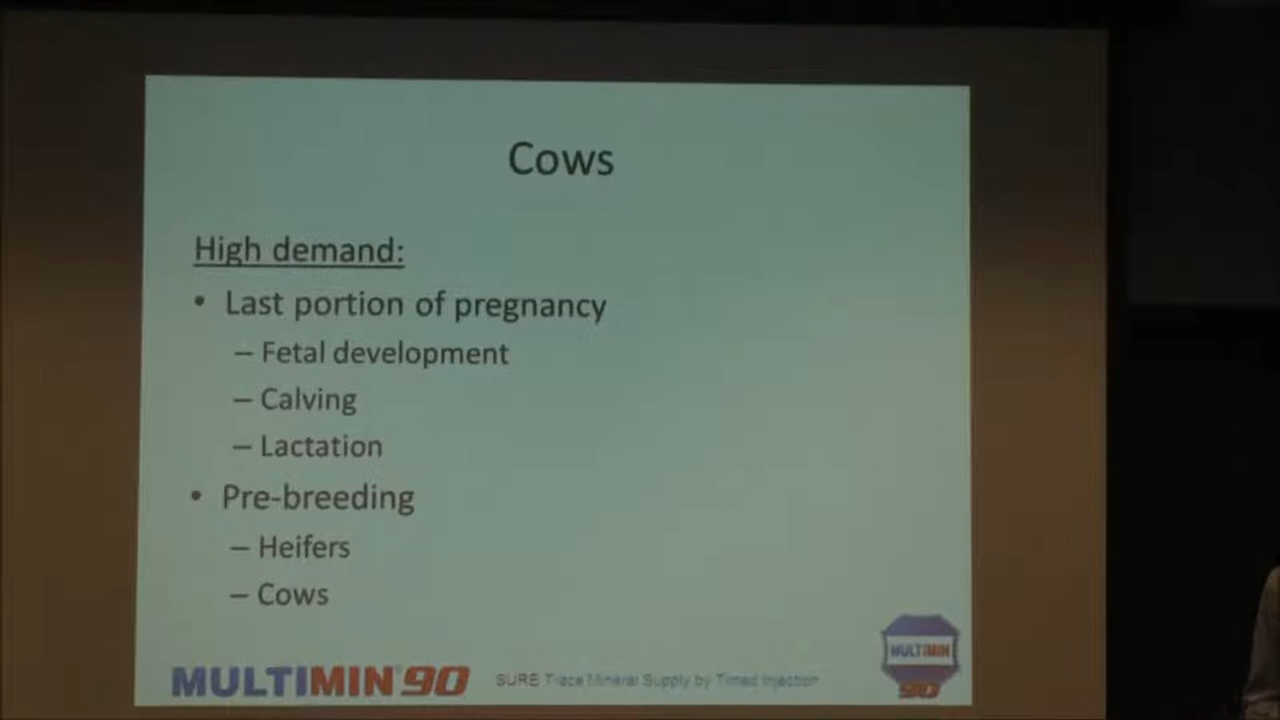 Cows
High demand:
• Last portion of pregnancy
– Fetal development
– Calving
– Lactation
• Pre-breeding
– Heifers
– Cows
MULTIMIN®90 SURE Trace Mineral Supply by Timed Injection
MULTIMIN
90